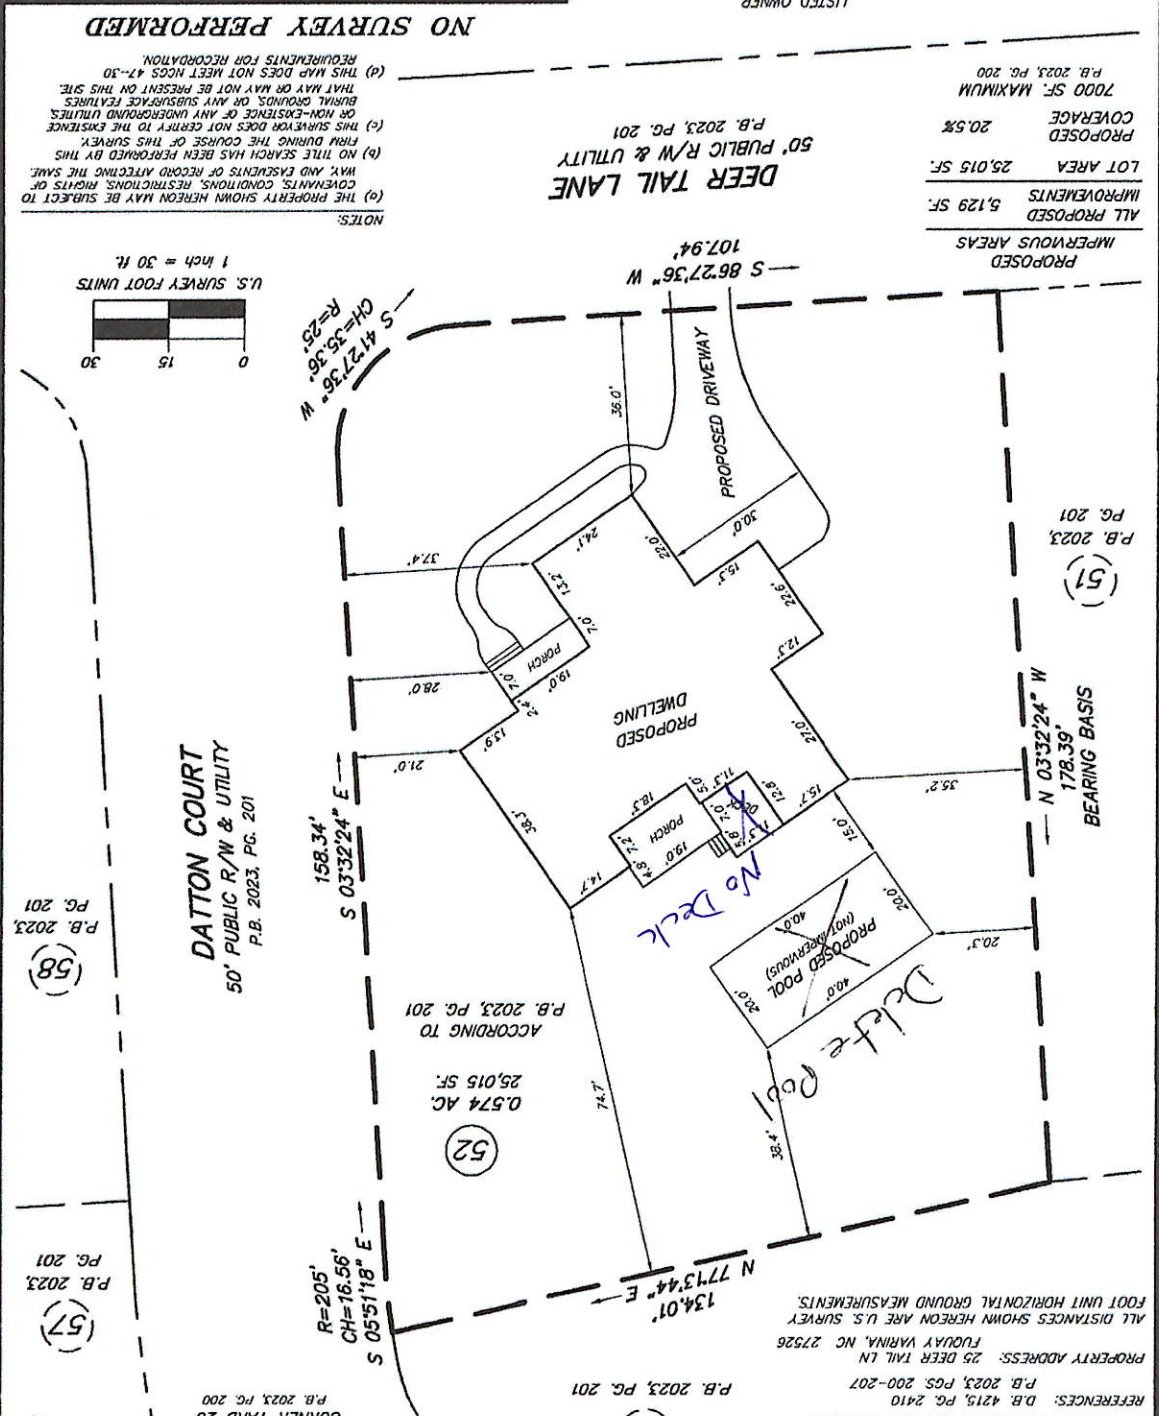 CORNER YARD 20
P.B. 2023, PG. 200
REFERENCES: D.B. 4215, PG. 2410
P.B. 2023, PGS. 200-207
PROPERTY ADDRESS: 25 DEER TAIL LN
FUQUAY VARINA, NC 27526
ALL DISTANCES SHOWN HEREON ARE U.S. SURVEY
FOOT UNIT HORIZONTAL GROUND MEASUREMENTS.
P.B. 2023, PG. 201
57
P.B. 2023,
PG. 201
R=205'
CH=16.56'
S 05°51'18" E
134.01'
N 77°13'44" E
38.4'
74.7'
52
0.574 AC.
25,015 SF.
ACCORDING TO
P.B. 2023, PG. 201
58
P.B. 2023,
PG. 201
DATTON COURT
50' PUBLIC R/W & UTILITY
P.B. 2023, PG. 201
158.34'
S 03°32'24" E
Delete Pool
PROPOSED POOL
(NOT IMPERVIOUS)
40.0'
40.0'
20.0'
20.0'
20.3'
15.0'
35.2'
No Deck
DECK
7.0'
12.8'
11.3'
5.0'
15.7'
PORCH
19.0'
18.3'
7.2'
4.8'
14.7'
38.3'
27.0'
N 03°32'24" W
178.39'
BEARING BASIS
PROPOSED
DWELLING
21.0'
13.9'
2.4'
28.0'
PORCH
19.0'
7.0'
7.0'
13.2'
37.4'
24.1'
12.3'
22.6'
15.3'
22.0'
30.0'
51
P.B. 2023,
PG. 201
PROPOSED DRIVEWAY
36.0'
S 41°27'36" W
CH=35.36'
R=25'
S 86°27'36" W
107.94'
0 15 30
U.S. SURVEY FOOT UNITS
1 inch = 30 ft.
DEER TAIL LANE
50' PUBLIC R/W & UTILITY
P.B. 2023, PG. 201
PROPOSED
IMPERVIOUS AREAS
ALL PROPOSED
IMPROVEMENTS 5,129 SF.
LOT AREA 25,015 SF
PROPOSED
COVERAGE 20.5%
7000 SF. MAXIMUM
P.B. 2023, PG. 200
NOTES:
(a) THE PROPERTY SHOWN HEREON MAY BE SUBJECT TO
COVENANTS, CONDITIONS, RESTRICTIONS, RIGHTS OF
WAY, AND EASEMENTS OF RECORD AFFECTING THE SAME.
(b) NO TITLE SEARCH HAS BEEN PERFORMED BY THIS
FIRM DURING THE COURSE OF THIS SURVEY.
(c) THIS SURVEYOR DOES NOT CERTIFY TO THE EXISTENCE
OR NON-EXISTENCE OF ANY UNDERGROUND UTILITIES,
BURIAL GROUNDS, OR ANY SUBSURFACE FEATURES
THAT MAY OR MAY NOT BE PRESENT ON THIS SITE.
(d) THIS MAP DOES NOT MEET NCGS 47-30
REQUIREMENTS FOR RECORDATION.
NO SURVEY PERFORMED
LISTED OWNER